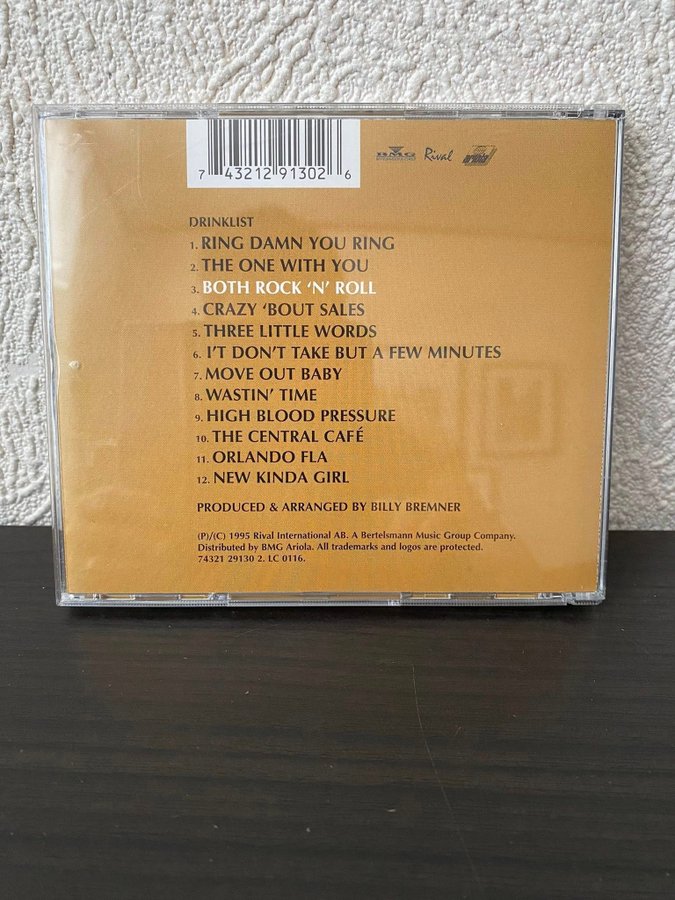 7 43212 91302 6
BMG Rival ariola
DRINKLIST
1. RING DAMN YOU RING
2. THE ONE WITH YOU
3. BOTH ROCK 'N' ROLL
4. CRAZY 'BOUT SALES
5. THREE LITTLE WORDS
6. I'T DON'T TAKE BUT A FEW MINUTES
7. MOVE OUT BABY
8. WASTIN' TIME
9. HIGH BLOOD PRESSURE
10. THE CENTRAL CAFÉ
11. ORLANDO FLA
12. NEW KINDA GIRL
PRODUCED & ARRANGED BY BILLY BREMNER
(P)/(C) 1995 Rival International AB. A Bertelsmann Music Group Company.
Distributed by BMG Ariola. All trademarks and logos are protected.
74321 29130 2. LC 0116.